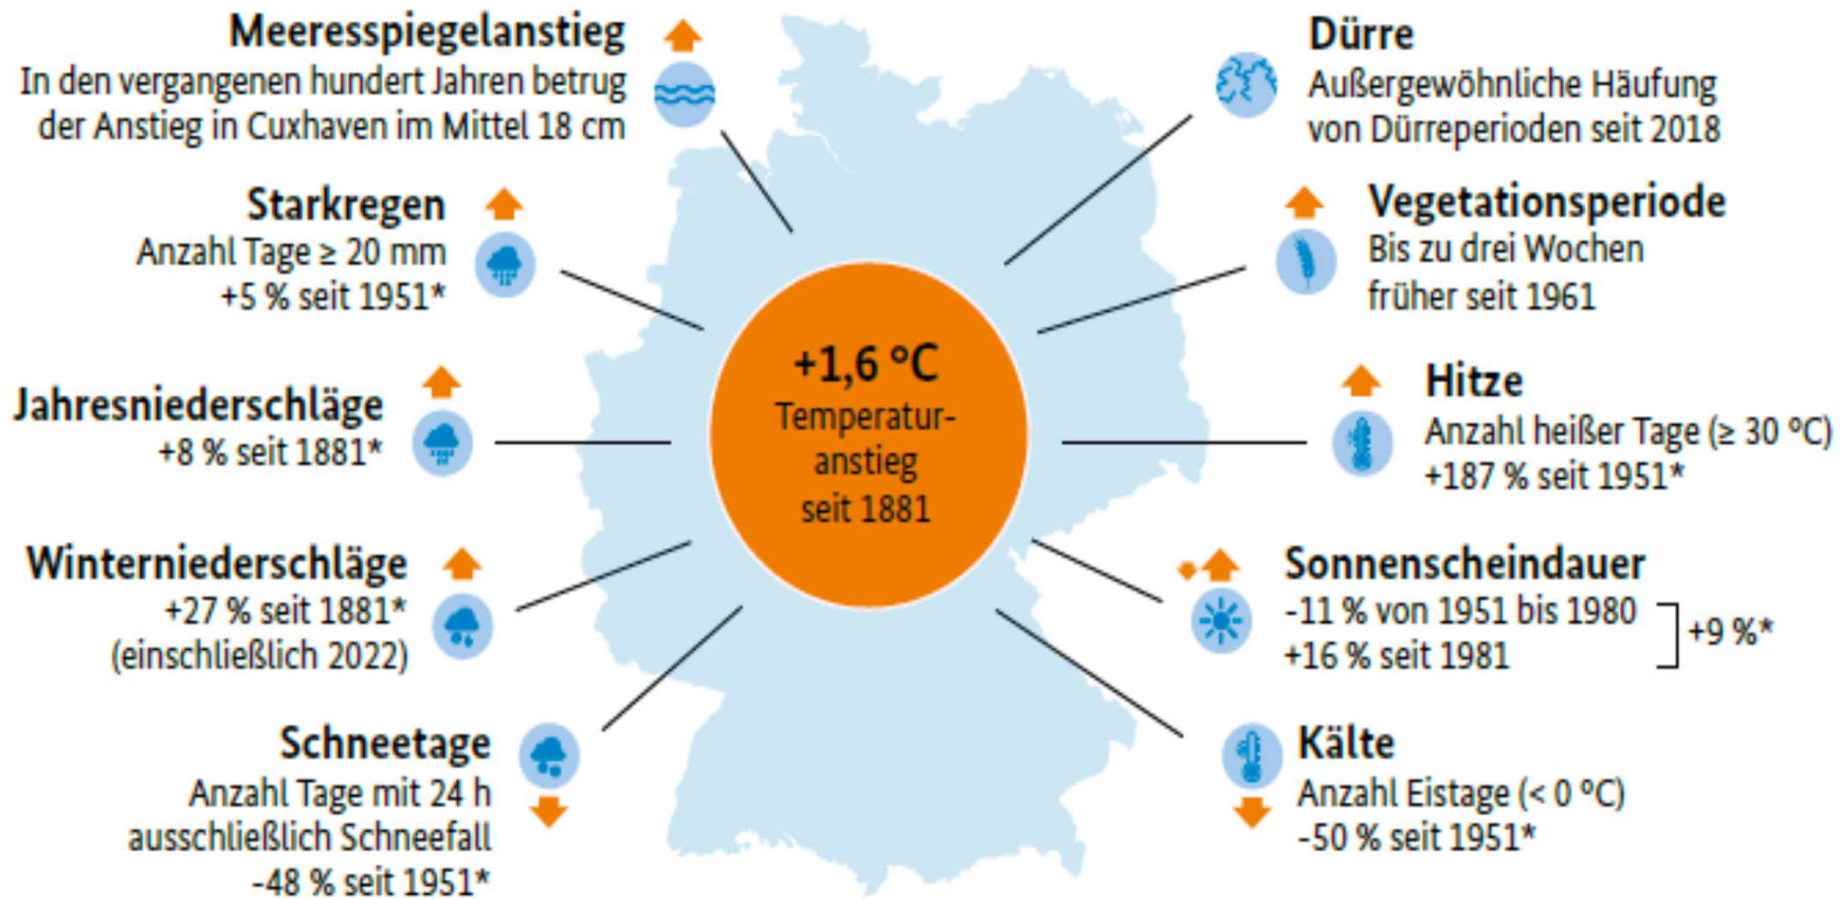 Meeresspiegelanstieg
In den vergangenen hundert Jahren betrug
der Anstieg in Cuxhaven im Mittel 18 cm
Starkregen
Anzahl Tage ≥ 20 mm
+5 % seit 1951*
Jahresniederschläge
+8 % seit 1881*
Winterniederschläge
+27 % seit 1881*
(einschließlich 2022)
Schneetage
Anzahl Tage mit 24 h
ausschließlich Schneefall
-48 % seit 1951*
+1,6 °C
Temperatur-
anstieg
seit 1881
Dürre
Außergewöhnliche Häufung
von Dürreperioden seit 2018
Vegetationsperiode
Bis zu drei Wochen
früher seit 1961
Hitze
Anzahl heißer Tage (≥ 30 °C)
+187 % seit 1951*
Sonnenscheindauer
-11 % von 1951 bis 1980
+16 % seit 1981
+9 %*
Kälte
Anzahl Eistage (< 0 °C)
-50 % seit 1951*